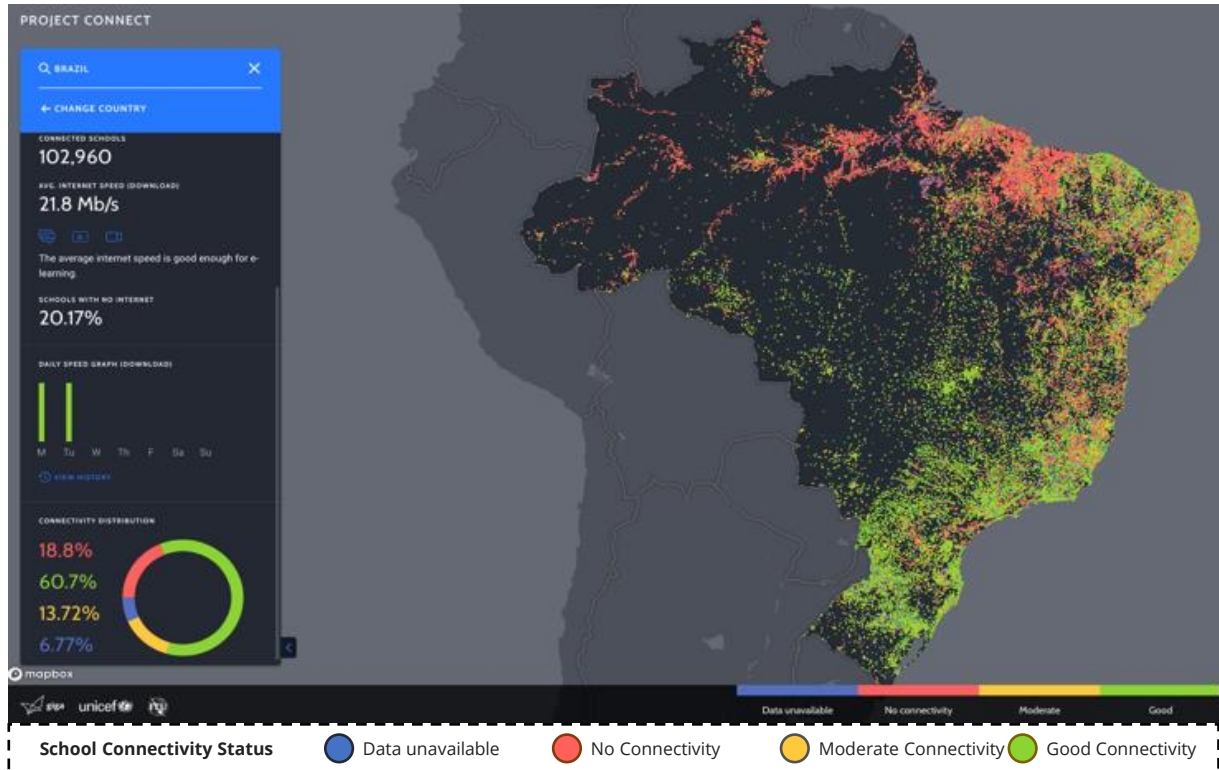 PROJECT CONNECT
BRAZIL
CHANGE COUNTRY
CONNECTED SCHOOLS
102,960
AVG. INTERNET SPEED (DOWNLOAD)
21.8 Mb/s
The average internet speed is good enough for e-
learning.
SCHOOLS WITH NO INTERNET
20.17%
DAILY SPEED GRAPH (DOWNLOAD)
M Tu W Th F Sa Su
VIEW HISTORY
CONNECTIVITY DISTRIBUTION
18.8%
60.7%
13.72%
6.77%
mapbox
giga unicef
Data unavailable No connectivity Moderate Good
School Connectivity Status Data unavailable No Connectivity Moderate Connectivity Good Connectivity